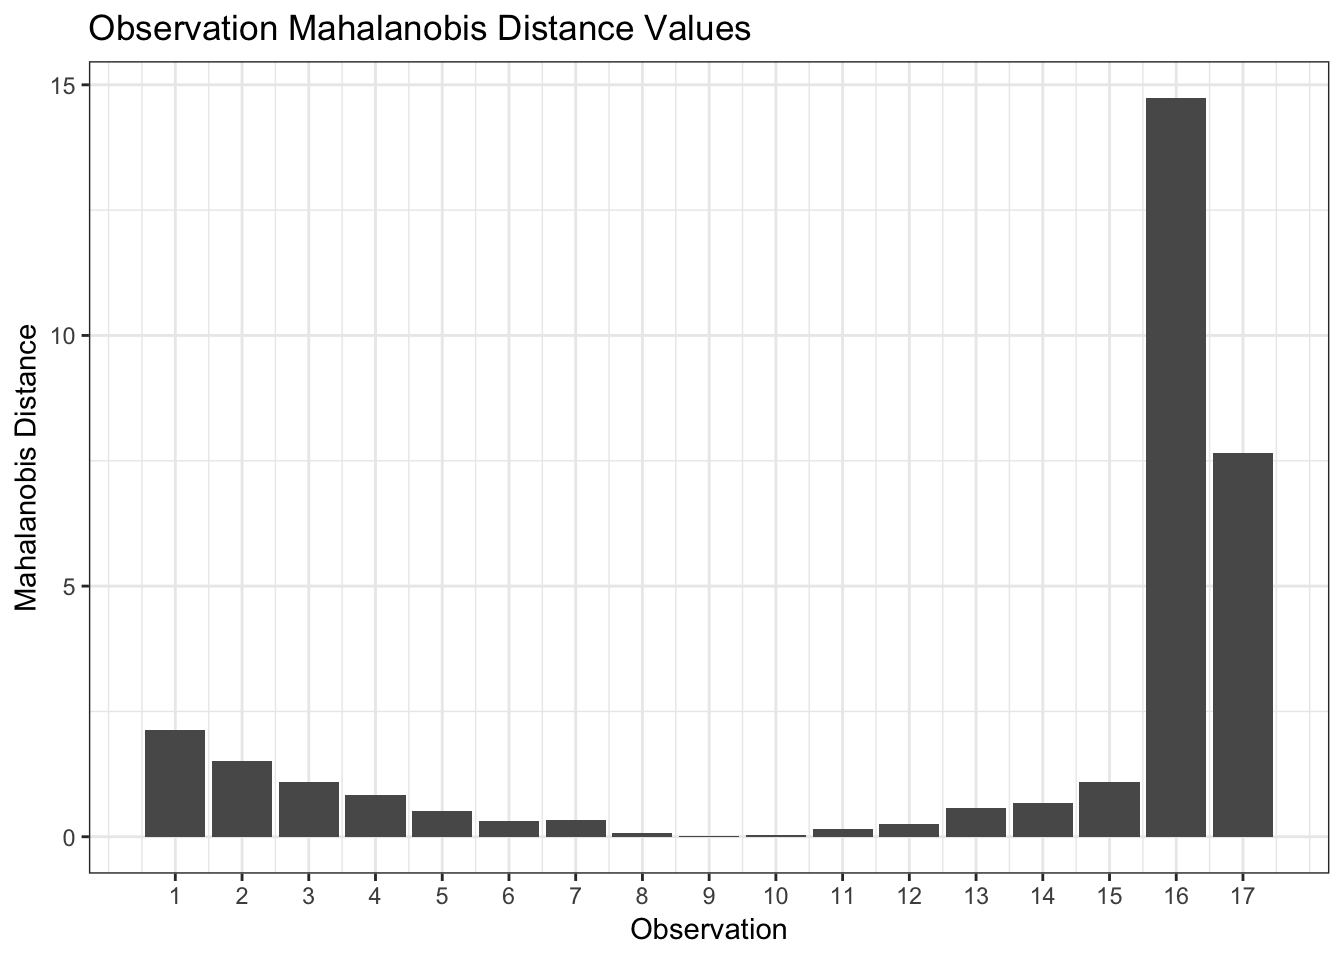 Observation Mahalanobis Distance Values
Mahalanobis Distance
15
10
5
0
1 2 3 4 5 6 7 8 9 10 11 12 13 14 15 16 17
Observation